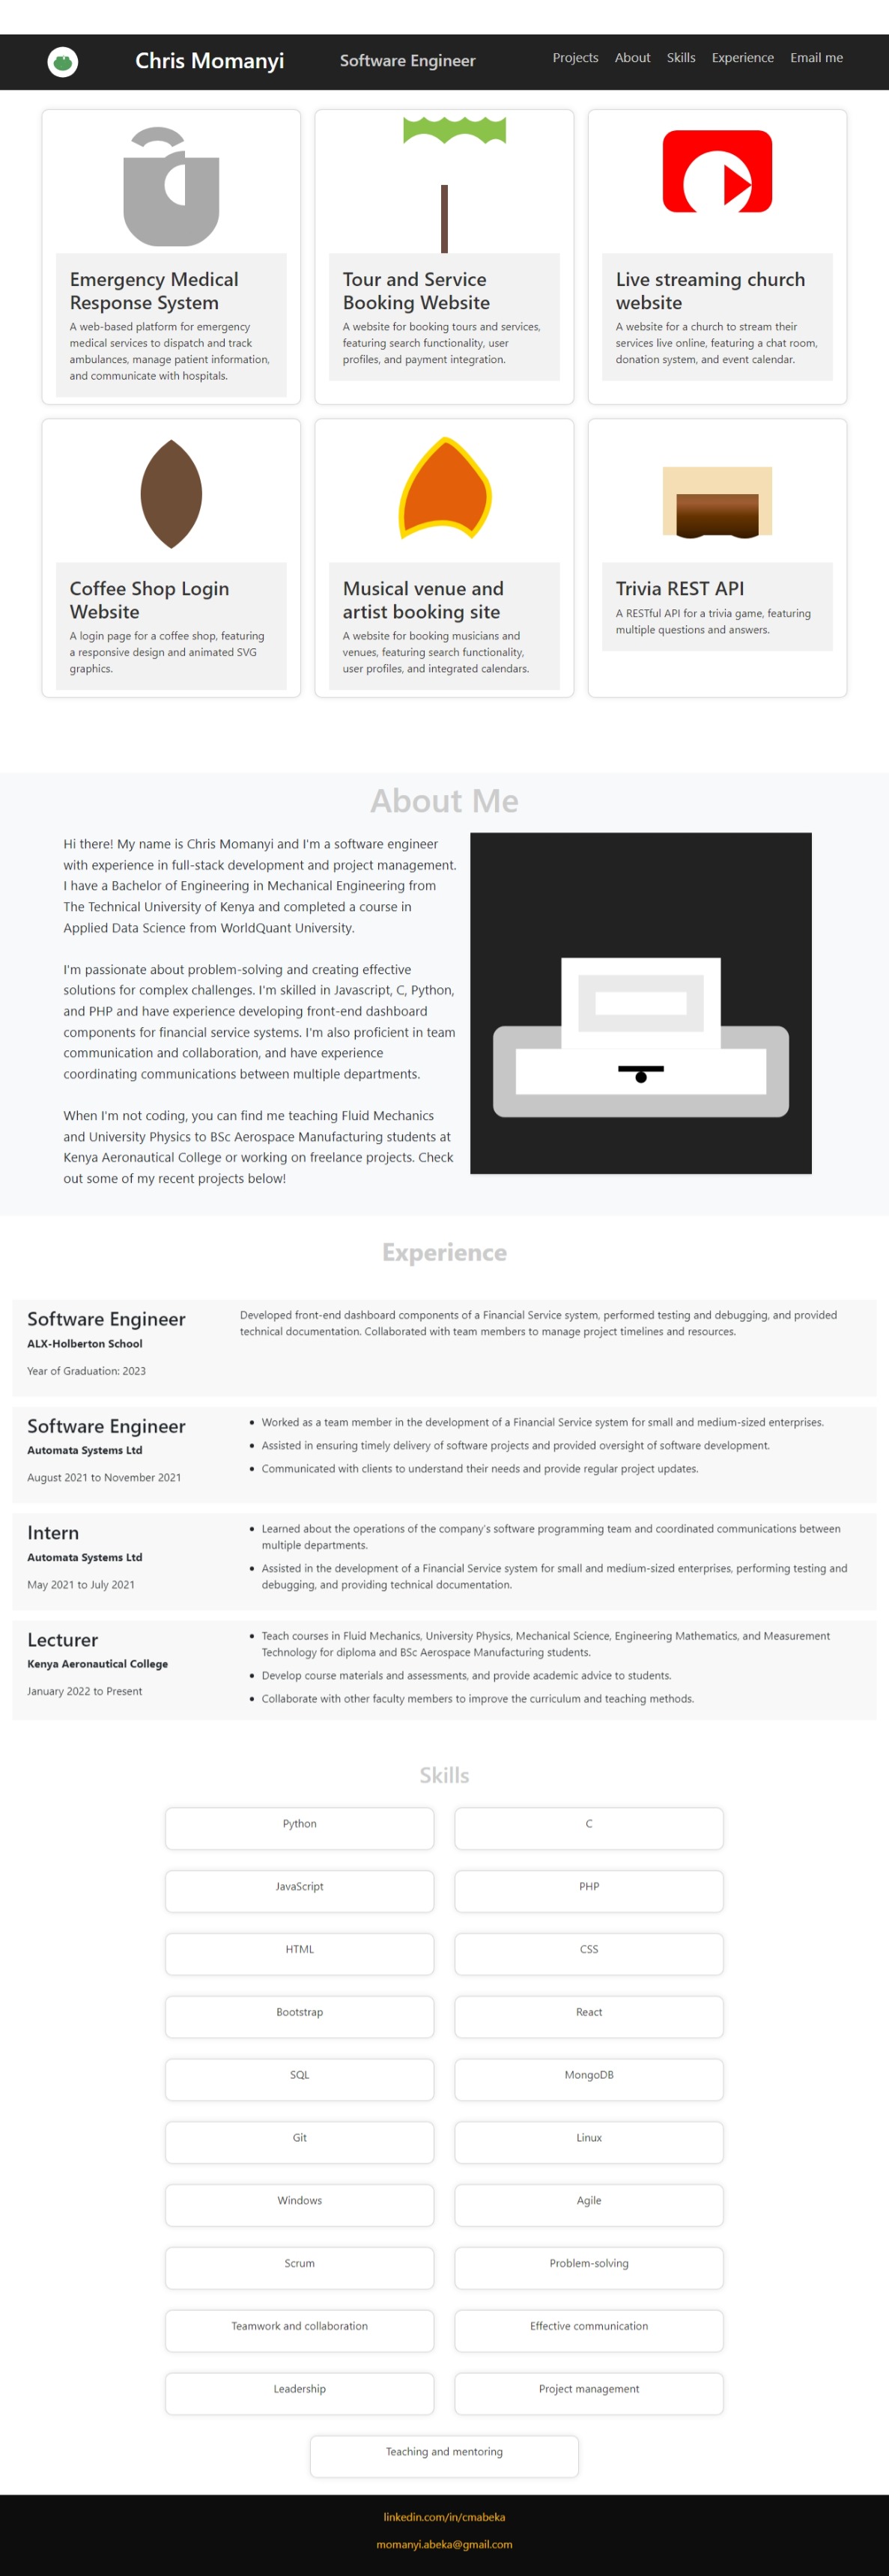 Chris Momanyi
Software Engineer
Projects About Skills Experience Email me
Emergency Medical
Response System
A web-based platform for emergency
medical services to dispatch and track
ambulances, manage patient information,
and communicate with hospitals.
Tour and Service
Booking Website
A website for booking tours and services,
featuring search functionality, user
profiles, and payment integration.
Live streaming church
website
A website for a church to stream their
services live online, featuring a chat room,
donation system, and event calendar.
Coffee Shop Login
Website
A login page for a coffee shop, featuring
a responsive design and animated SVG
graphics.
Musical venue and
artist booking site
A website for booking musicians and
venues, featuring search functionality,
user profiles, and integrated calendars.
Trivia REST API
A RESTful API for a trivia game, featuring
multiple questions and answers.
About Me
Hi there! My name is Chris Momanyi and I'm a software engineer
with experience in full-stack development and project management.
I have a Bachelor of Engineering in Mechanical Engineering from
The Technical University of Kenya and completed a course in
Applied Data Science from WorldQuant University.
I'm passionate about problem-solving and creating effective
solutions for complex challenges. I'm skilled in Javascript, C, Python,
and PHP and have experience developing front-end dashboard
components for financial service systems. I'm also proficient in team
communication and collaboration, and have experience
coordinating communications between multiple departments.
When I'm not coding, you can find me teaching Fluid Mechanics
and University Physics to BSc Aerospace Manufacturing students at
Kenya Aeronautical College or working on freelance projects. Check
out some of my recent projects below!
Experience
Software Engineer
ALX-Holberton School
Year of Graduation: 2023
Developed front-end dashboard components of a Financial Service system, performed testing and debugging, and provided
technical documentation. Collaborated with team members to manage project timelines and resources.
Software Engineer
Automata Systems Ltd
August 2021 to November 2021
• Worked as a team member in the development of a Financial Service system for small and medium-sized enterprises.
• Assisted in ensuring timely delivery of software projects and provided oversight of software development.
• Communicated with clients to understand their needs and provide regular project updates.
Intern
Automata Systems Ltd
May 2021 to July 2021
• Learned about the operations of the company's software programming team and coordinated communications between
multiple departments.
• Assisted in the development of a Financial Service system for small and medium-sized enterprises, performing testing and
debugging, and providing technical documentation.
Lecturer
Kenya Aeronautical College
January 2022 to Present
• Teach courses in Fluid Mechanics, University Physics, Mechanical Science, Engineering Mathematics, and Measurement
Technology for diploma and BSc Aerospace Manufacturing students.
• Develop course materials and assessments, and provide academic advice to students.
• Collaborate with other faculty members to improve the curriculum and teaching methods.
Skills
Python
C
JavaScript
PHP
HTML
CSS
Bootstrap
React
SQL
MongoDB
Git
Linux
Windows
Agile
Scrum
Problem-solving
Teamwork and collaboration
Effective communication
Leadership
Project management
Teaching and mentoring
linkedin.com/in/cmabeka
momanyi.abeka@gmail.com